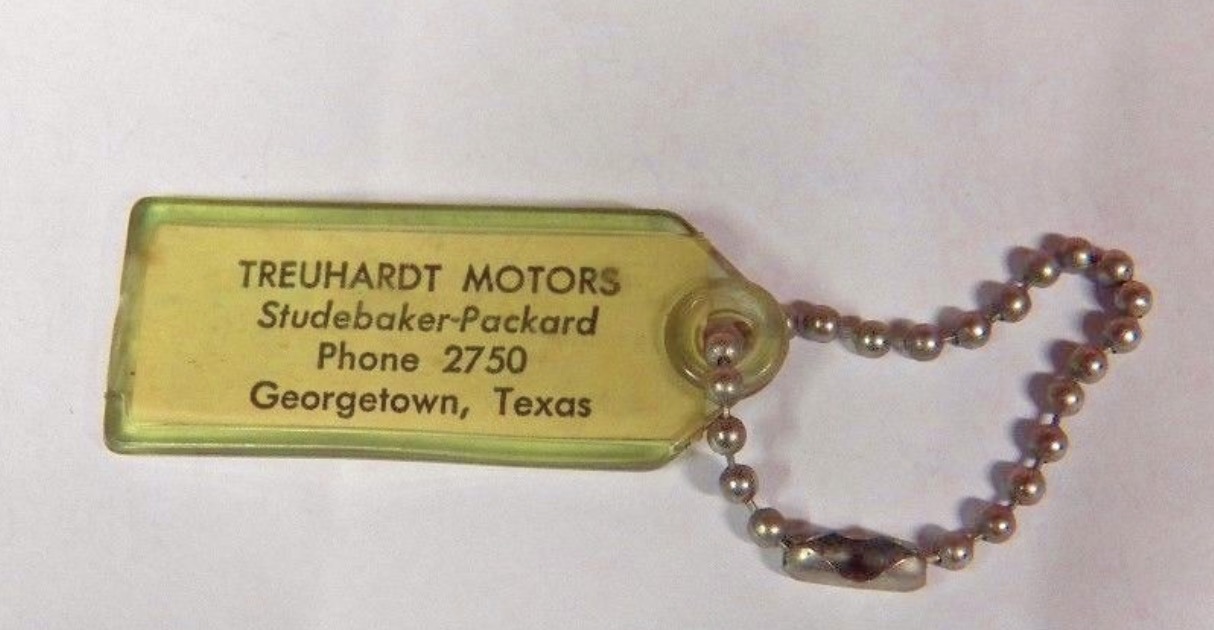 TREUHARDT MOTORS
Studebaker-Packard
Phone 2750
Georgetown, Texas